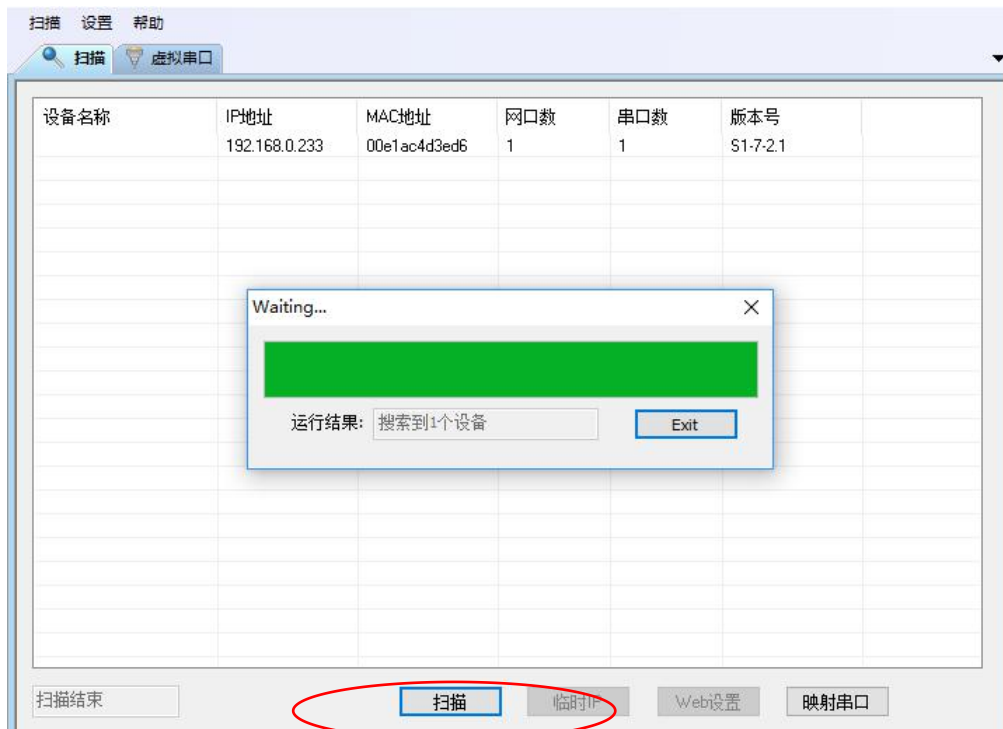 扫描 设置 帮助
扫描 虚拟串口
设备名称 IP地址 MAC地址 网口数 串口数 版本号
192.168.0.233 00e1ac4d3ed6 1 1 S1-7-2.1
Waiting...
运行结果: 搜索到1个设备 Exit
扫描结束 扫描 临时IP Web设置 映射串口